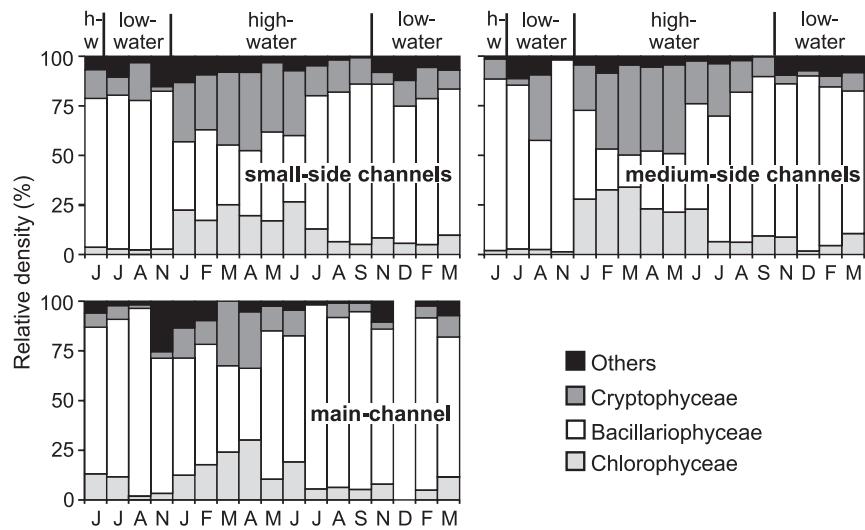 h-w low-water high-water low-water
h-w low-water high-water low-water
100
75
50
25
0
small-side channels
medium-side channels
J J A N J F M A M J J A S N D F M
J J A N J F M A M J J A S N D F M
Relative density (%)
100
75
50
25
0
main-channel
J J A N J F M A M J J A S N D F M
Others
Cryptophyceae
Bacillariophyceae
Chlorophyceae